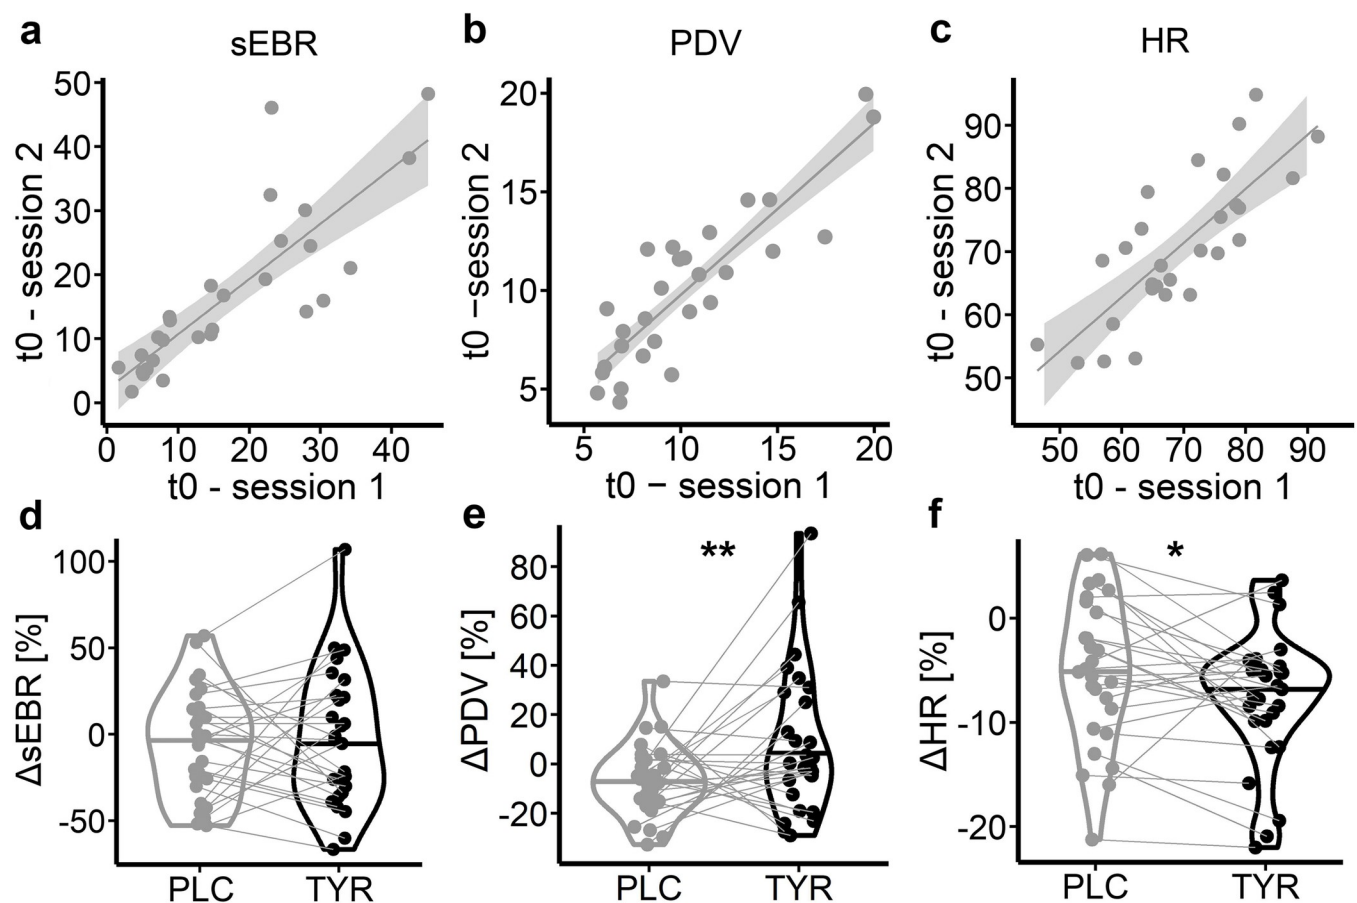 a
sEBR
t0 - session 2
50
40
30
20
10
0
0 10 20 30 40
t0 - session 1
b
PDV
t0 –session 2
20
15
10
5
5 10 15 20
t0 – session 1
c
HR
t0 - session 2
90
80
70
60
50
50 60 70 80 90
t0 - session 1
d
ΔsEBR [%]
100
50
0
-50
PLC TYR
e
**
ΔPDV [%]
80
60
40
20
0
-20
PLC TYR
f
*
ΔHR [%]
0
-10
-20
PLC TYR